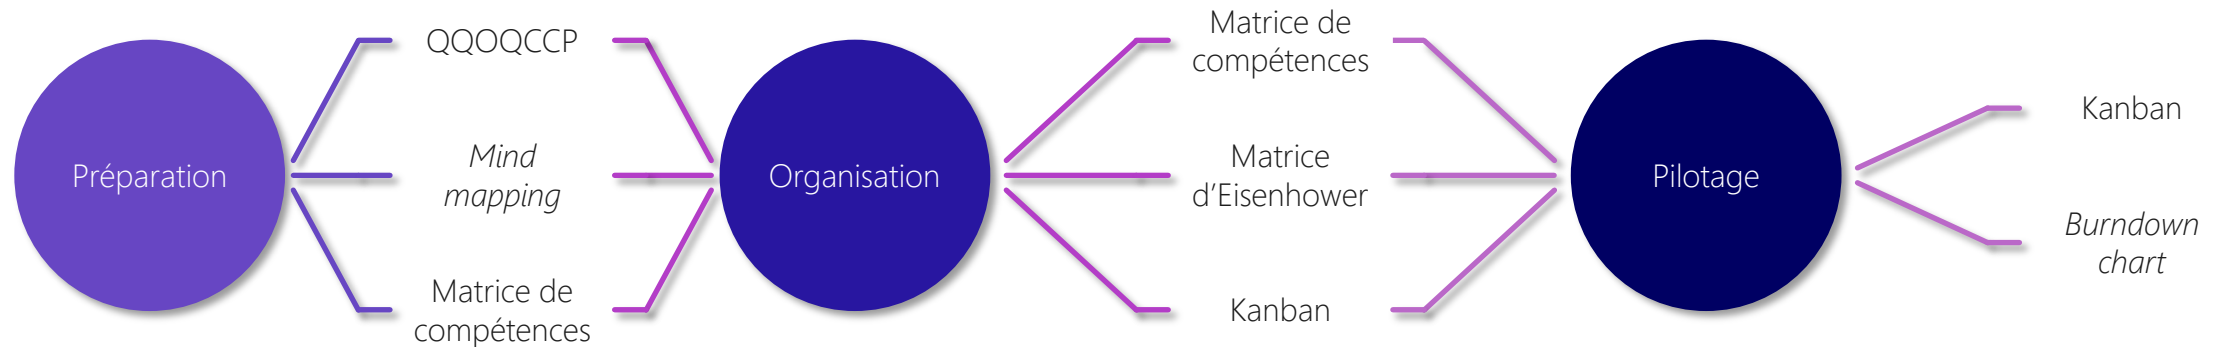 Préparation
QQOQCCP
Mind
mapping
Matrice de
compétences
Organisation
Matrice de
compétences
Matrice
d’Eisenhower
Kanban
Pilotage
Kanban
Burndown
chart